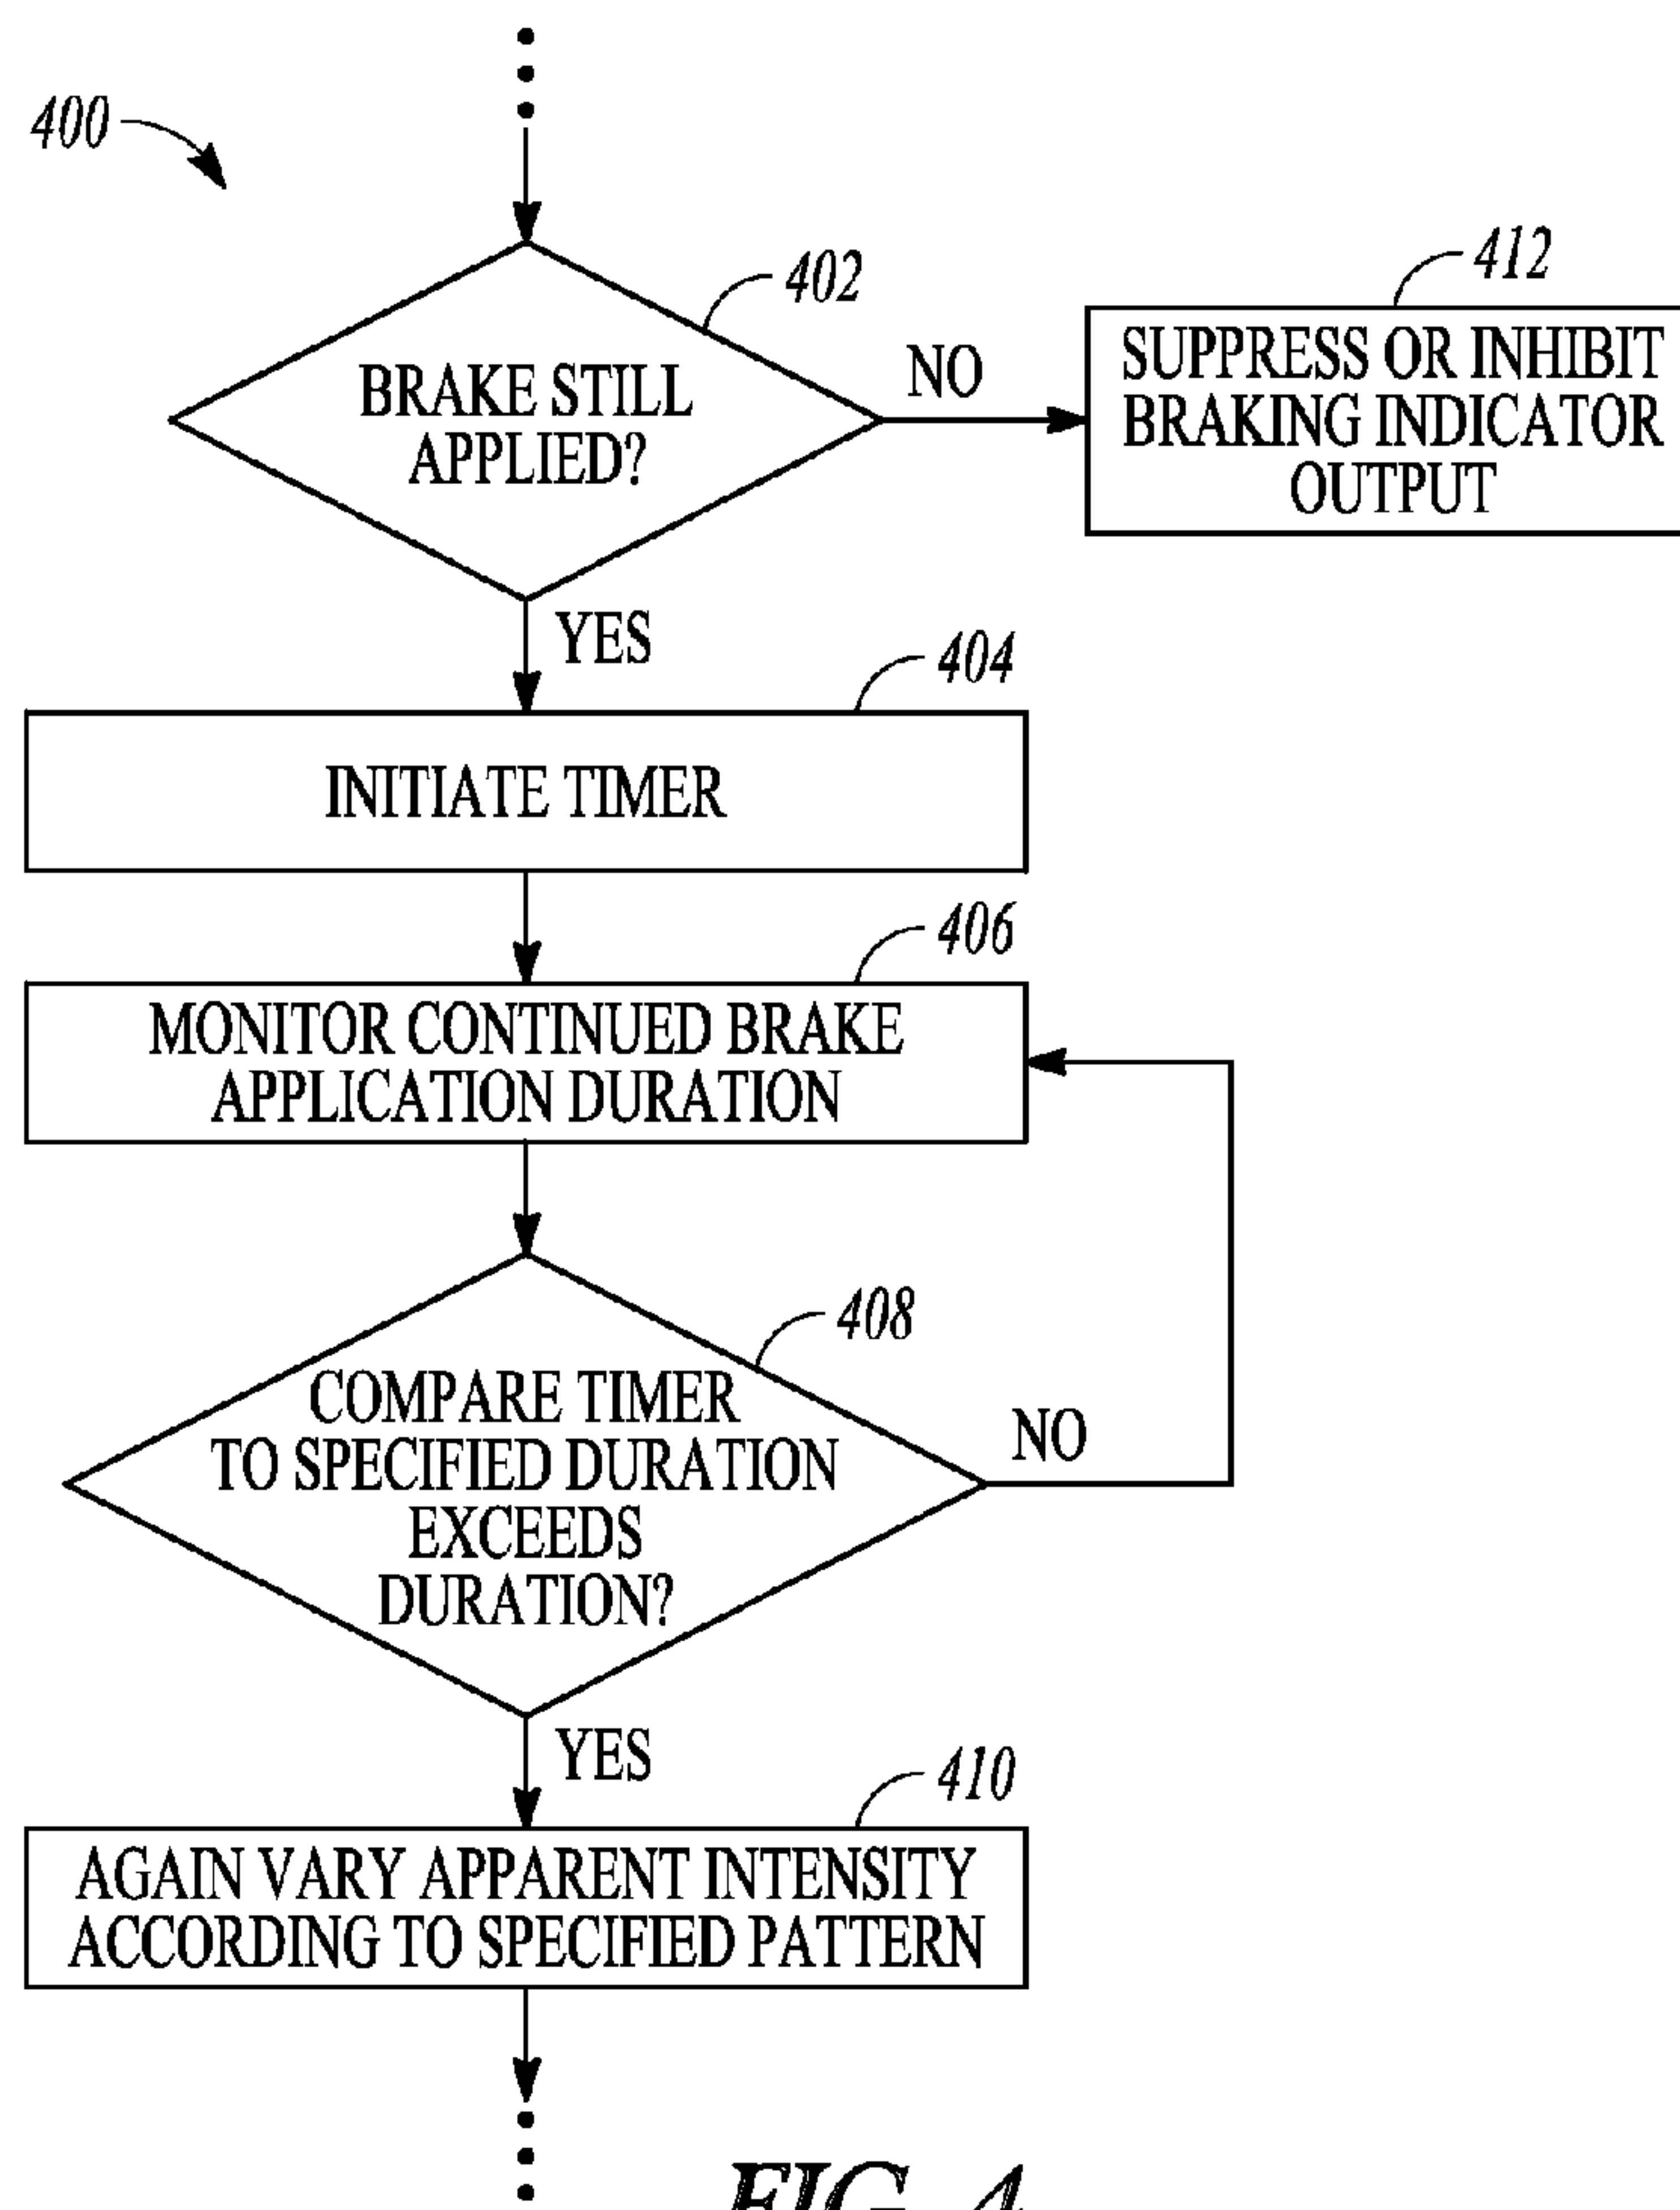 400
402
BRAKE STILL
APPLIED?
NO
412
SUPPRESS OR INHIBIT
BRAKING INDICATOR
OUTPUT
YES
404
INITIATE TIMER
406
MONITOR CONTINUED BRAKE
APPLICATION DURATION
408
COMPARE TIMER
TO SPECIFIED DURATION
EXCEEDS
DURATION?
NO
YES
410
AGAIN VARY APPARENT INTENSITY
ACCORDING TO SPECIFIED PATTERN
FIG. 4